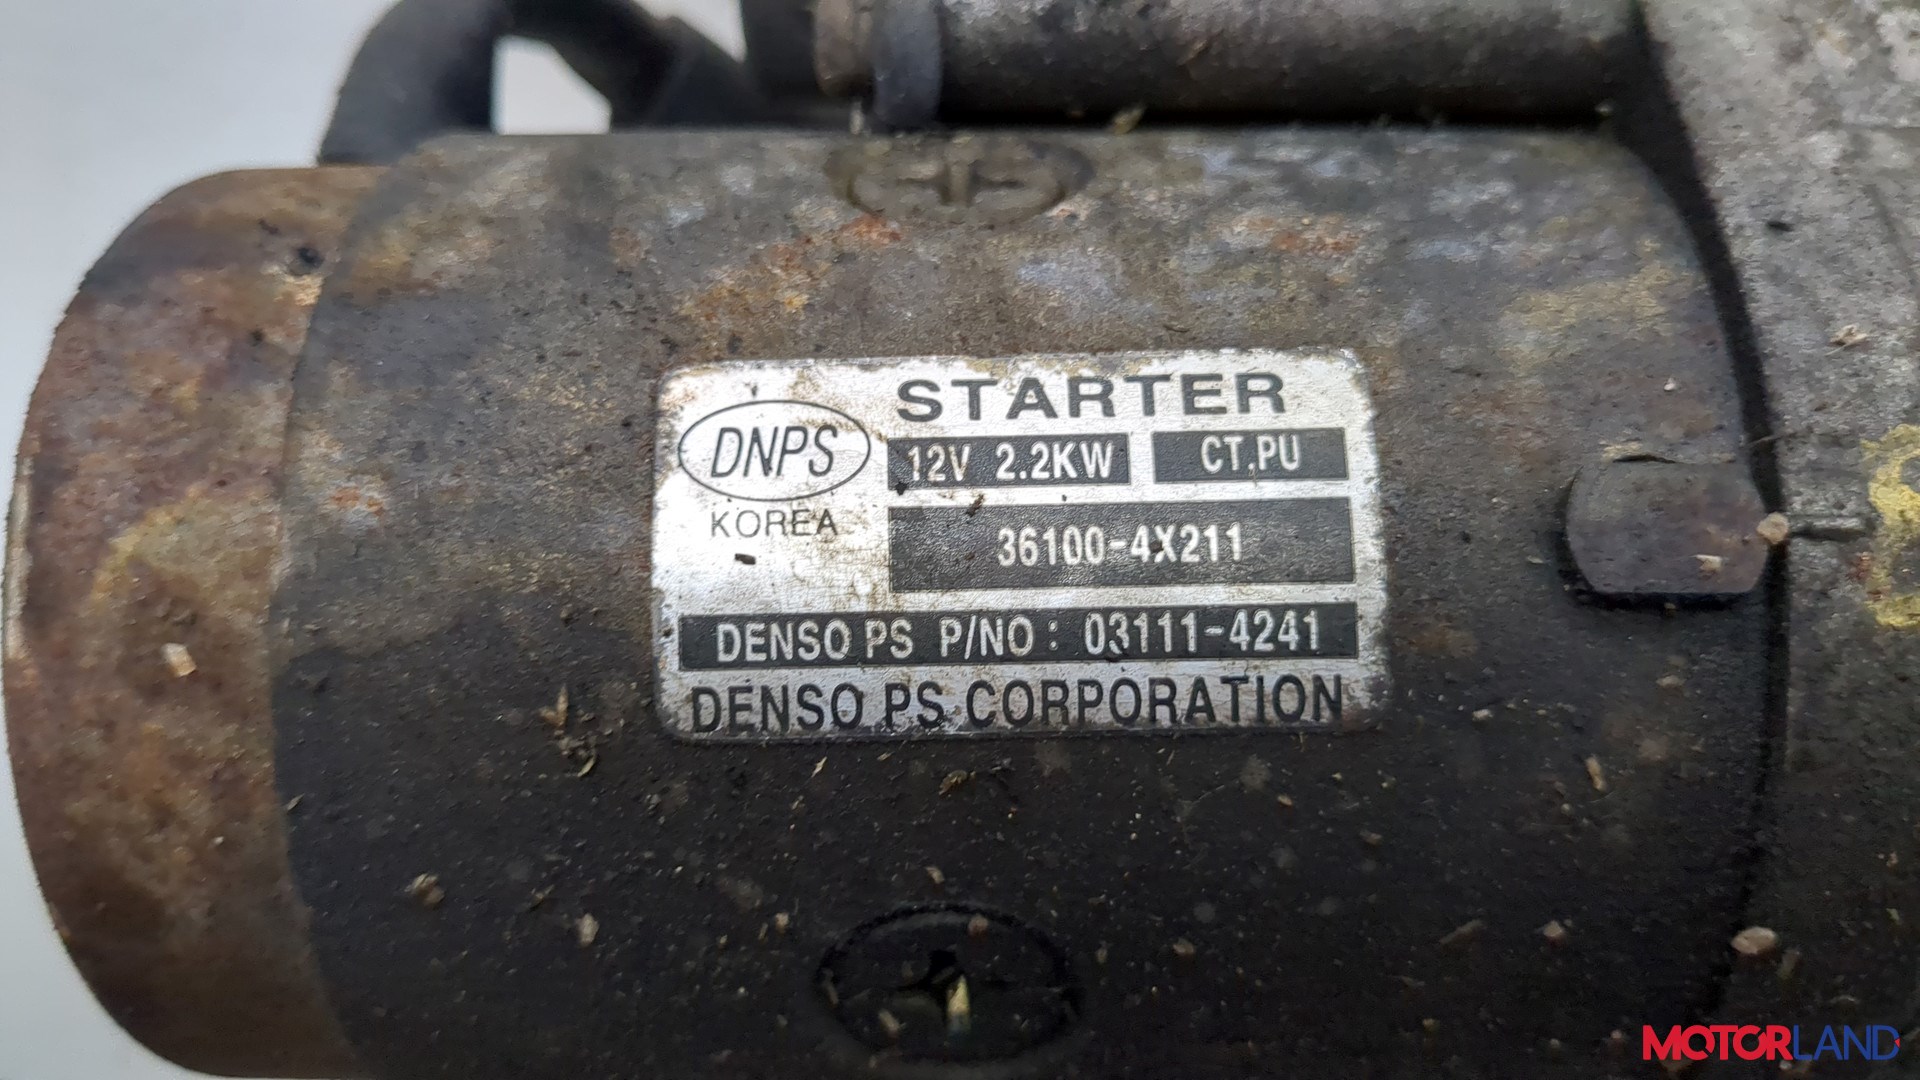 STARTER
DNPS
12V 2.2KW CT,PU
KOREA
36100-4X211
DENSO PS P/NO: 03111-4241
DENSO PS CORPORATION
MOTORLAND